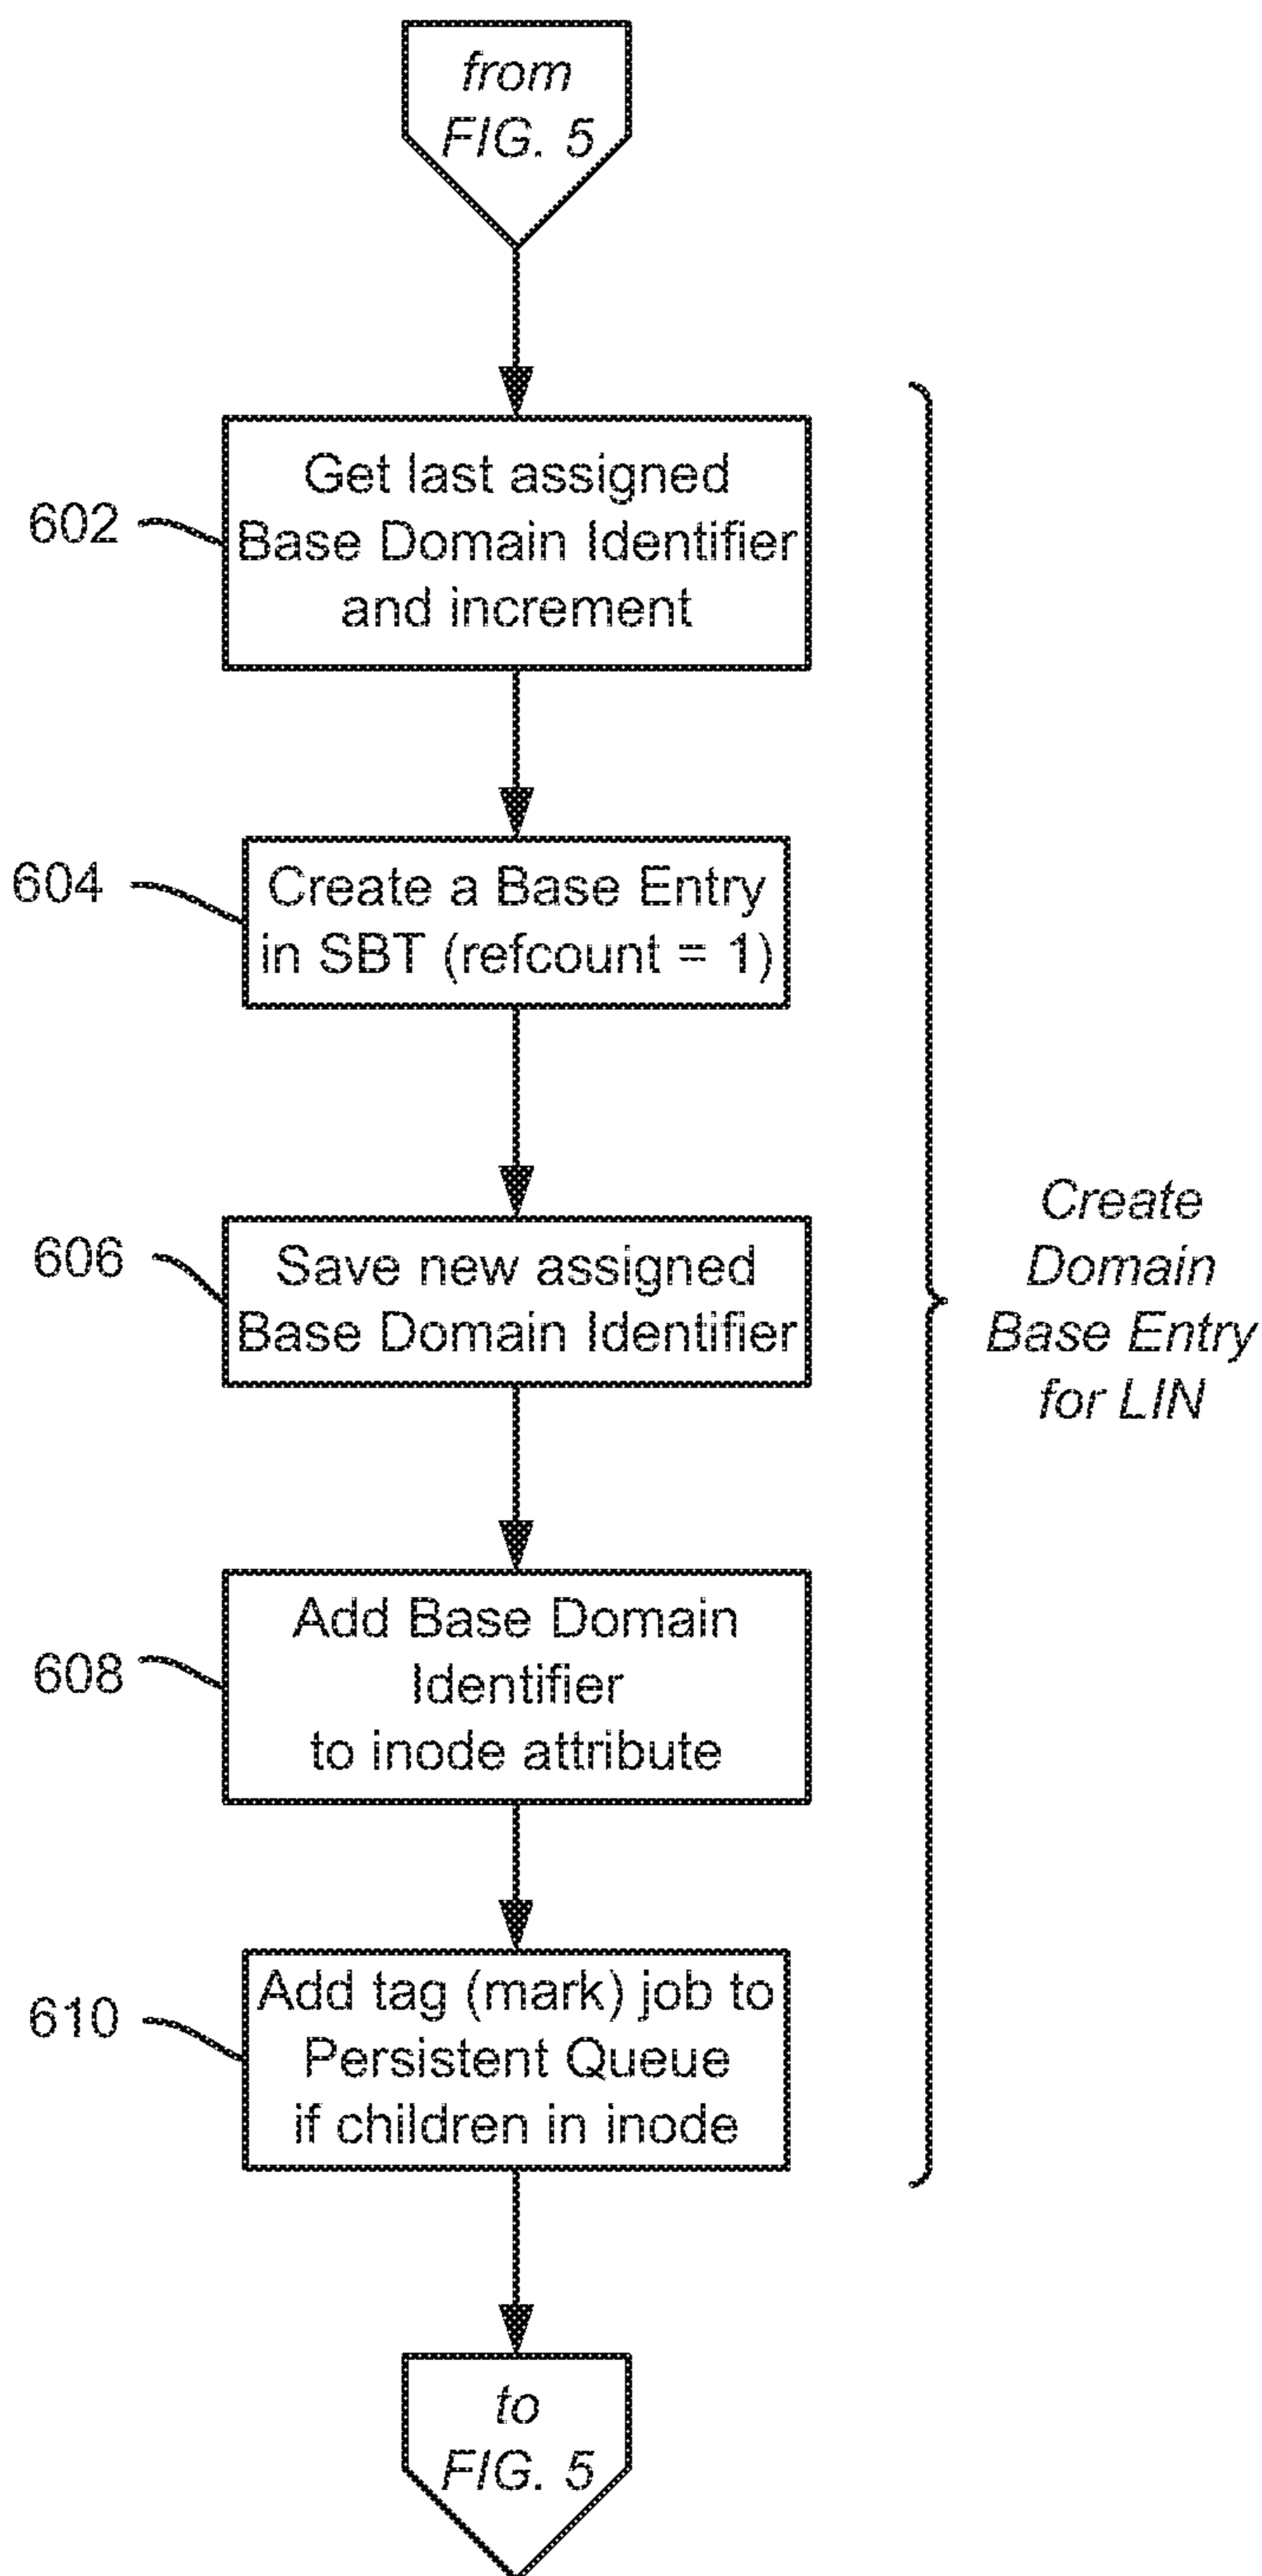 from
FIG. 5
602
Get last assigned
Base Domain Identifier
and increment
604
Create a Base Entry
in SBT (refcount = 1)
606
Save new assigned
Base Domain Identifier
Create
Domain
Base Entry
for LIN
608
Add Base Domain
Identifier
to inode attribute
610
Add tag (mark) job to
Persistent Queue
if children in inode
to
FIG. 5